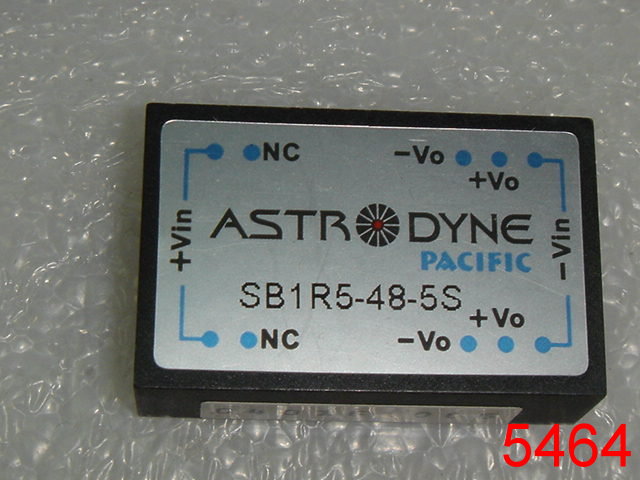 NC
-Vo
+Vo
+Vin
ASTRODYNE
-Vin
PACIFIC
SB1R5-48-5S
+Vo
NC
-Vo
5464